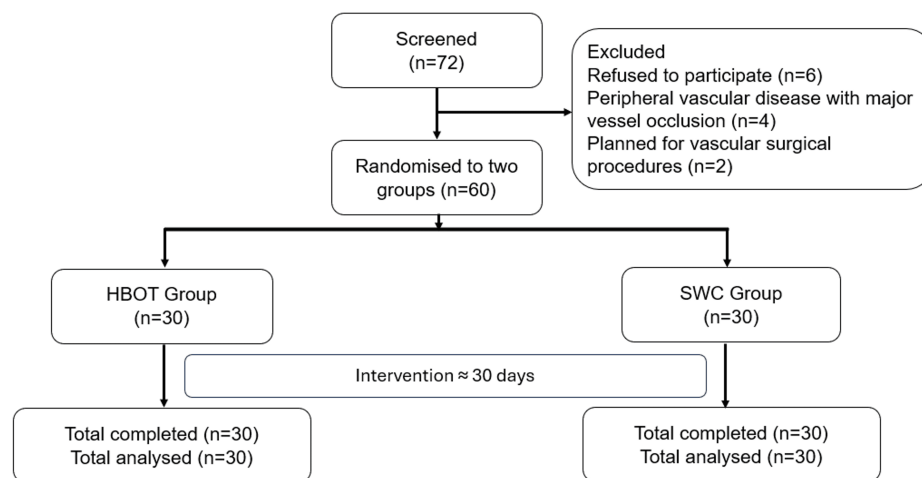 Screened
(n=72)
Excluded
Refused to participate (n=6)
Peripheral vascular disease with major
vessel occlusion (n=4)
Planned for vascular surgical
procedures (n=2)
Randomised to two
groups (n=60)
HBOT Group
(n=30)
SWC Group
(n=30)
Intervention ≈ 30 days
Total completed (n=30)
Total analysed (n=30)
Total completed (n=30)
Total analysed (n=30)